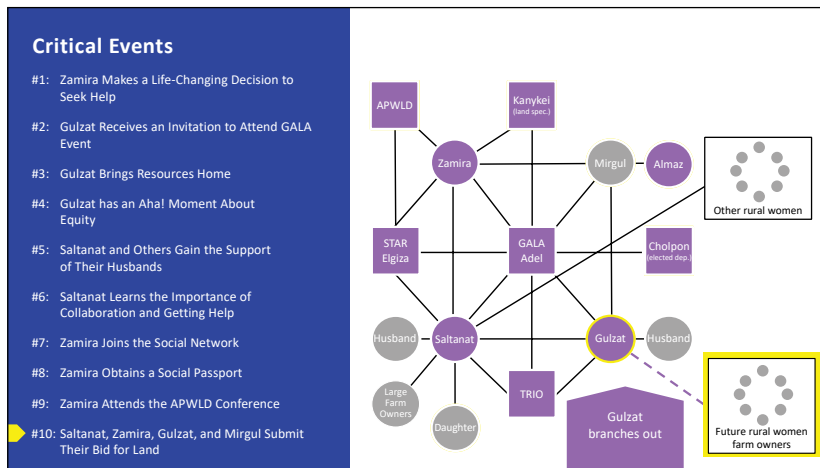 Critical Events
#1: Zamira Makes a Life-Changing Decision to
Seek Help
#2: Gulzat Receives an Invitation to Attend GALA
Event
#3: Gulzat Brings Resources Home
#4: Gulzat has an Aha! Moment About
Equity
#5: Saltanat and Others Gain the Support
of Their Husbands
#6: Saltanat Learns the Importance of
Collaboration and Getting Help
#7: Zamira Joins the Social Network
#8: Zamira Obtains a Social Passport
#9: Zamira Attends the APWLD Conference
#10: Saltanat, Zamira, Gulzat, and Mirgul Submit
Their Bid for Land
APWLD
Kanykei
(land spec.)
Zamira
Mirgul
Almaz
Other rural women
STAR
Elgiza
GALA
Adel
Cholpon
(elected dep.)
Husband
Saltanat
Gulzat
Husband
Large
Farm
Owners
Daughter
TRIO
Gulzat
branches out
Future rural women
farm owners